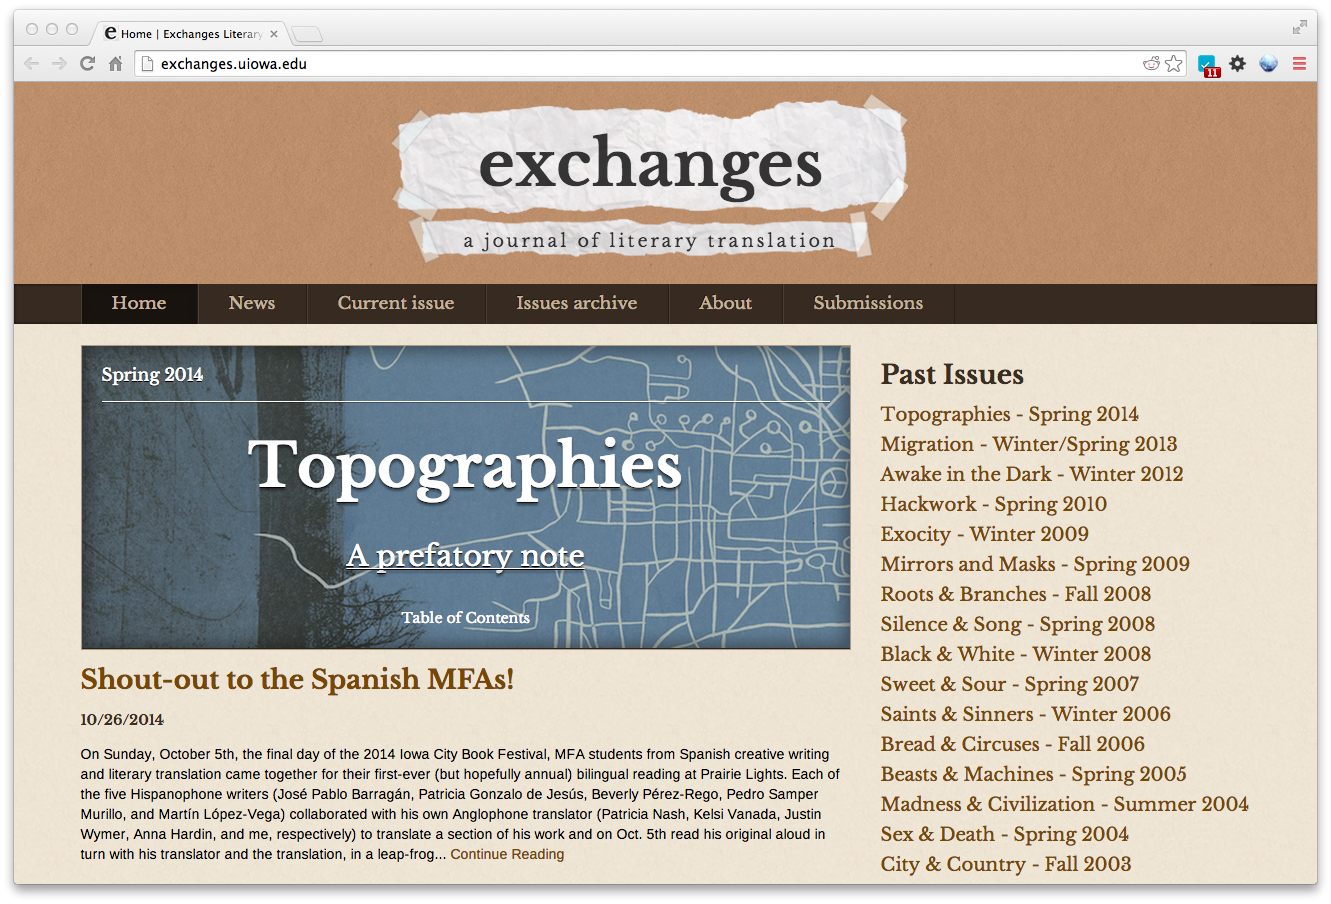 Home | Exchanges Literary
exchanges.uiowa.edu
11
exchanges
a journal of literary translation
Home
News
Current issue
Issues archive
About
Submissions
Spring 2014
Topographies
A prefatory note
Table of Contents
Shout-out to the Spanish MFAs!
10/26/2014
On Sunday, October 5th, the final day of the 2014 Iowa City Book Festival, MFA students from Spanish creative writing
and literary translation came together for their first-ever (but hopefully annual) bilingual reading at Prairie Lights. Each of
the five Hispanophone writers (José Pablo Barragán, Patricia Gonzalo de Jesús, Beverly Pérez-Rego, Pedro Samper
Murillo, and Martín López-Vega) collaborated with his own Anglophone translator (Patricia Nash, Kelsi Vanada, Justin
Wymer, Anna Hardin, and me, respectively) to translate a section of his work and on Oct. 5th read his original aloud in
turn with his translator and the translation, in a leap-frog... Continue Reading
Past Issues
Topographies - Spring 2014
Migration - Winter/Spring 2013
Awake in the Dark - Winter 2012
Hackwork - Spring 2010
Exocity - Winter 2009
Mirrors and Masks - Spring 2009
Roots & Branches - Fall 2008
Silence & Song - Spring 2008
Black & White - Winter 2008
Sweet & Sour - Spring 2007
Saints & Sinners - Winter 2006
Bread & Circuses - Fall 2006
Beasts & Machines - Spring 2005
Madness & Civilization - Summer 2004
Sex & Death - Spring 2004
City & Country - Fall 2003